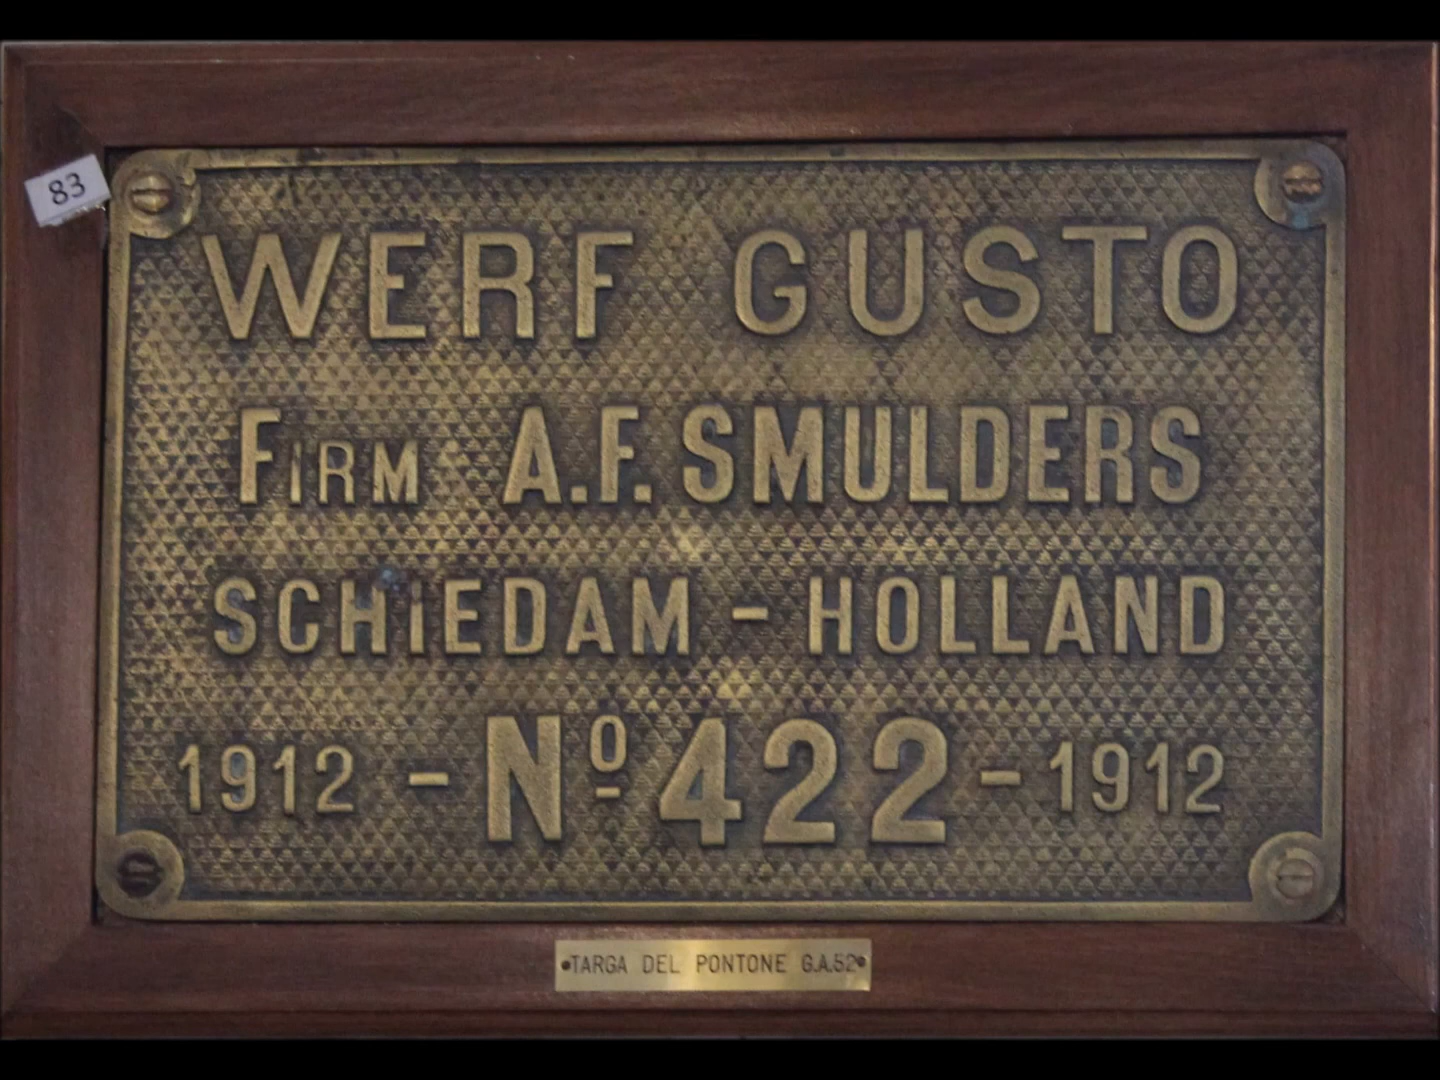 83
WERF GUSTO
FIRM A.F. SMULDERS
SCHIEDAM - HOLLAND
1912 - Nº 422 - 1912
TARGA DEL PONTONE G.A.52